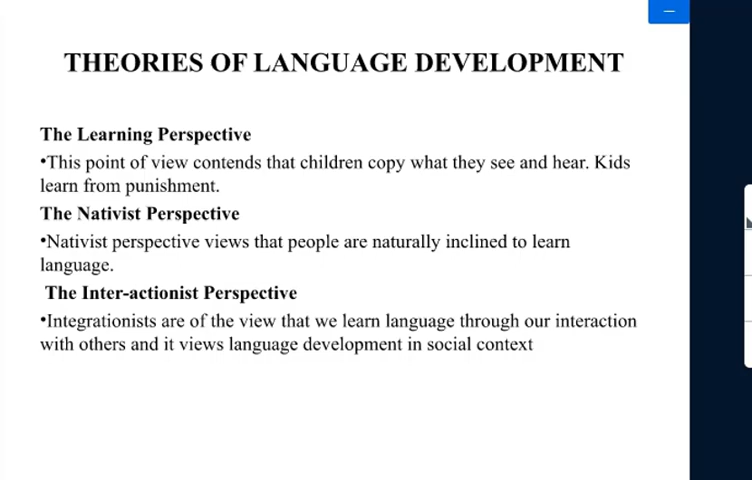 THEORIES OF LANGUAGE DEVELOPMENT
The Learning Perspective
•This point of view contends that children copy what they see and hear. Kids
learn from punishment.
The Nativist Perspective
•Nativist perspective views that people are naturally inclined to learn
language.
The Inter-actionist Perspective
•Integrationists are of the view that we learn language through our interaction
with others and it views language development in social context